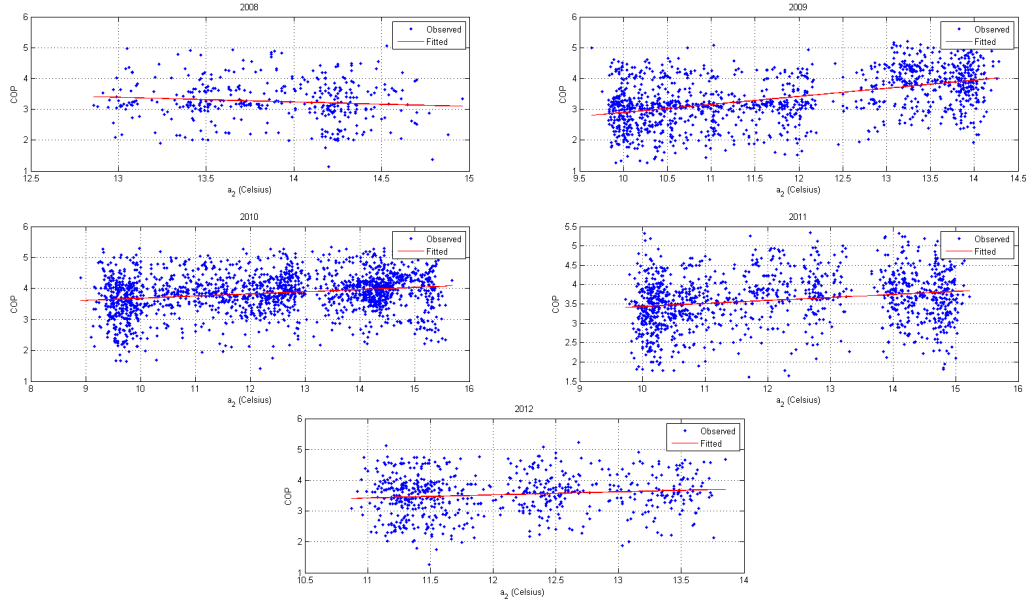 2008
6
5
4
3
2
1
COP
12.5 13 13.5 14 14.5 15
a2 (Celsius)
Observed
Fitted
2009
6
5
4
3
2
1
COP
9.5 10 10.5 11 11.5 12 12.5 13 13.5 14 14.5
a2 (Celsius)
Observed
Fitted
2010
6
5
4
3
2
1
COP
8 9 10 11 12 13 14 15 16
a2 (Celsius)
Observed
Fitted
2011
5.5
5
4.5
4
3.5
3
2.5
2
1.5
COP
9 10 11 12 13 14 15 16
a2 (Celsius)
Observed
Fitted
2012
6
5
4
3
2
1
COP
10.5 11 11.5 12 12.5 13 13.5 14
a2 (Celsius)
Observed
Fitted